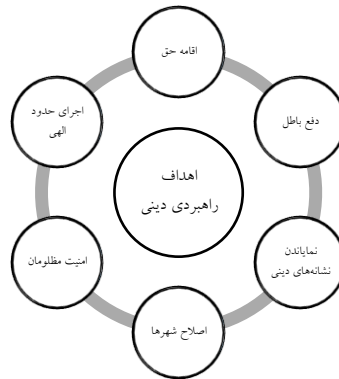 اقامه حق
دفع باطل
نمایاندن
نشانه‌های دینی
اصلاح شهرها
امنیت مظلومان
اجرای حدود
الهی
اهداف
راهبردی دینی